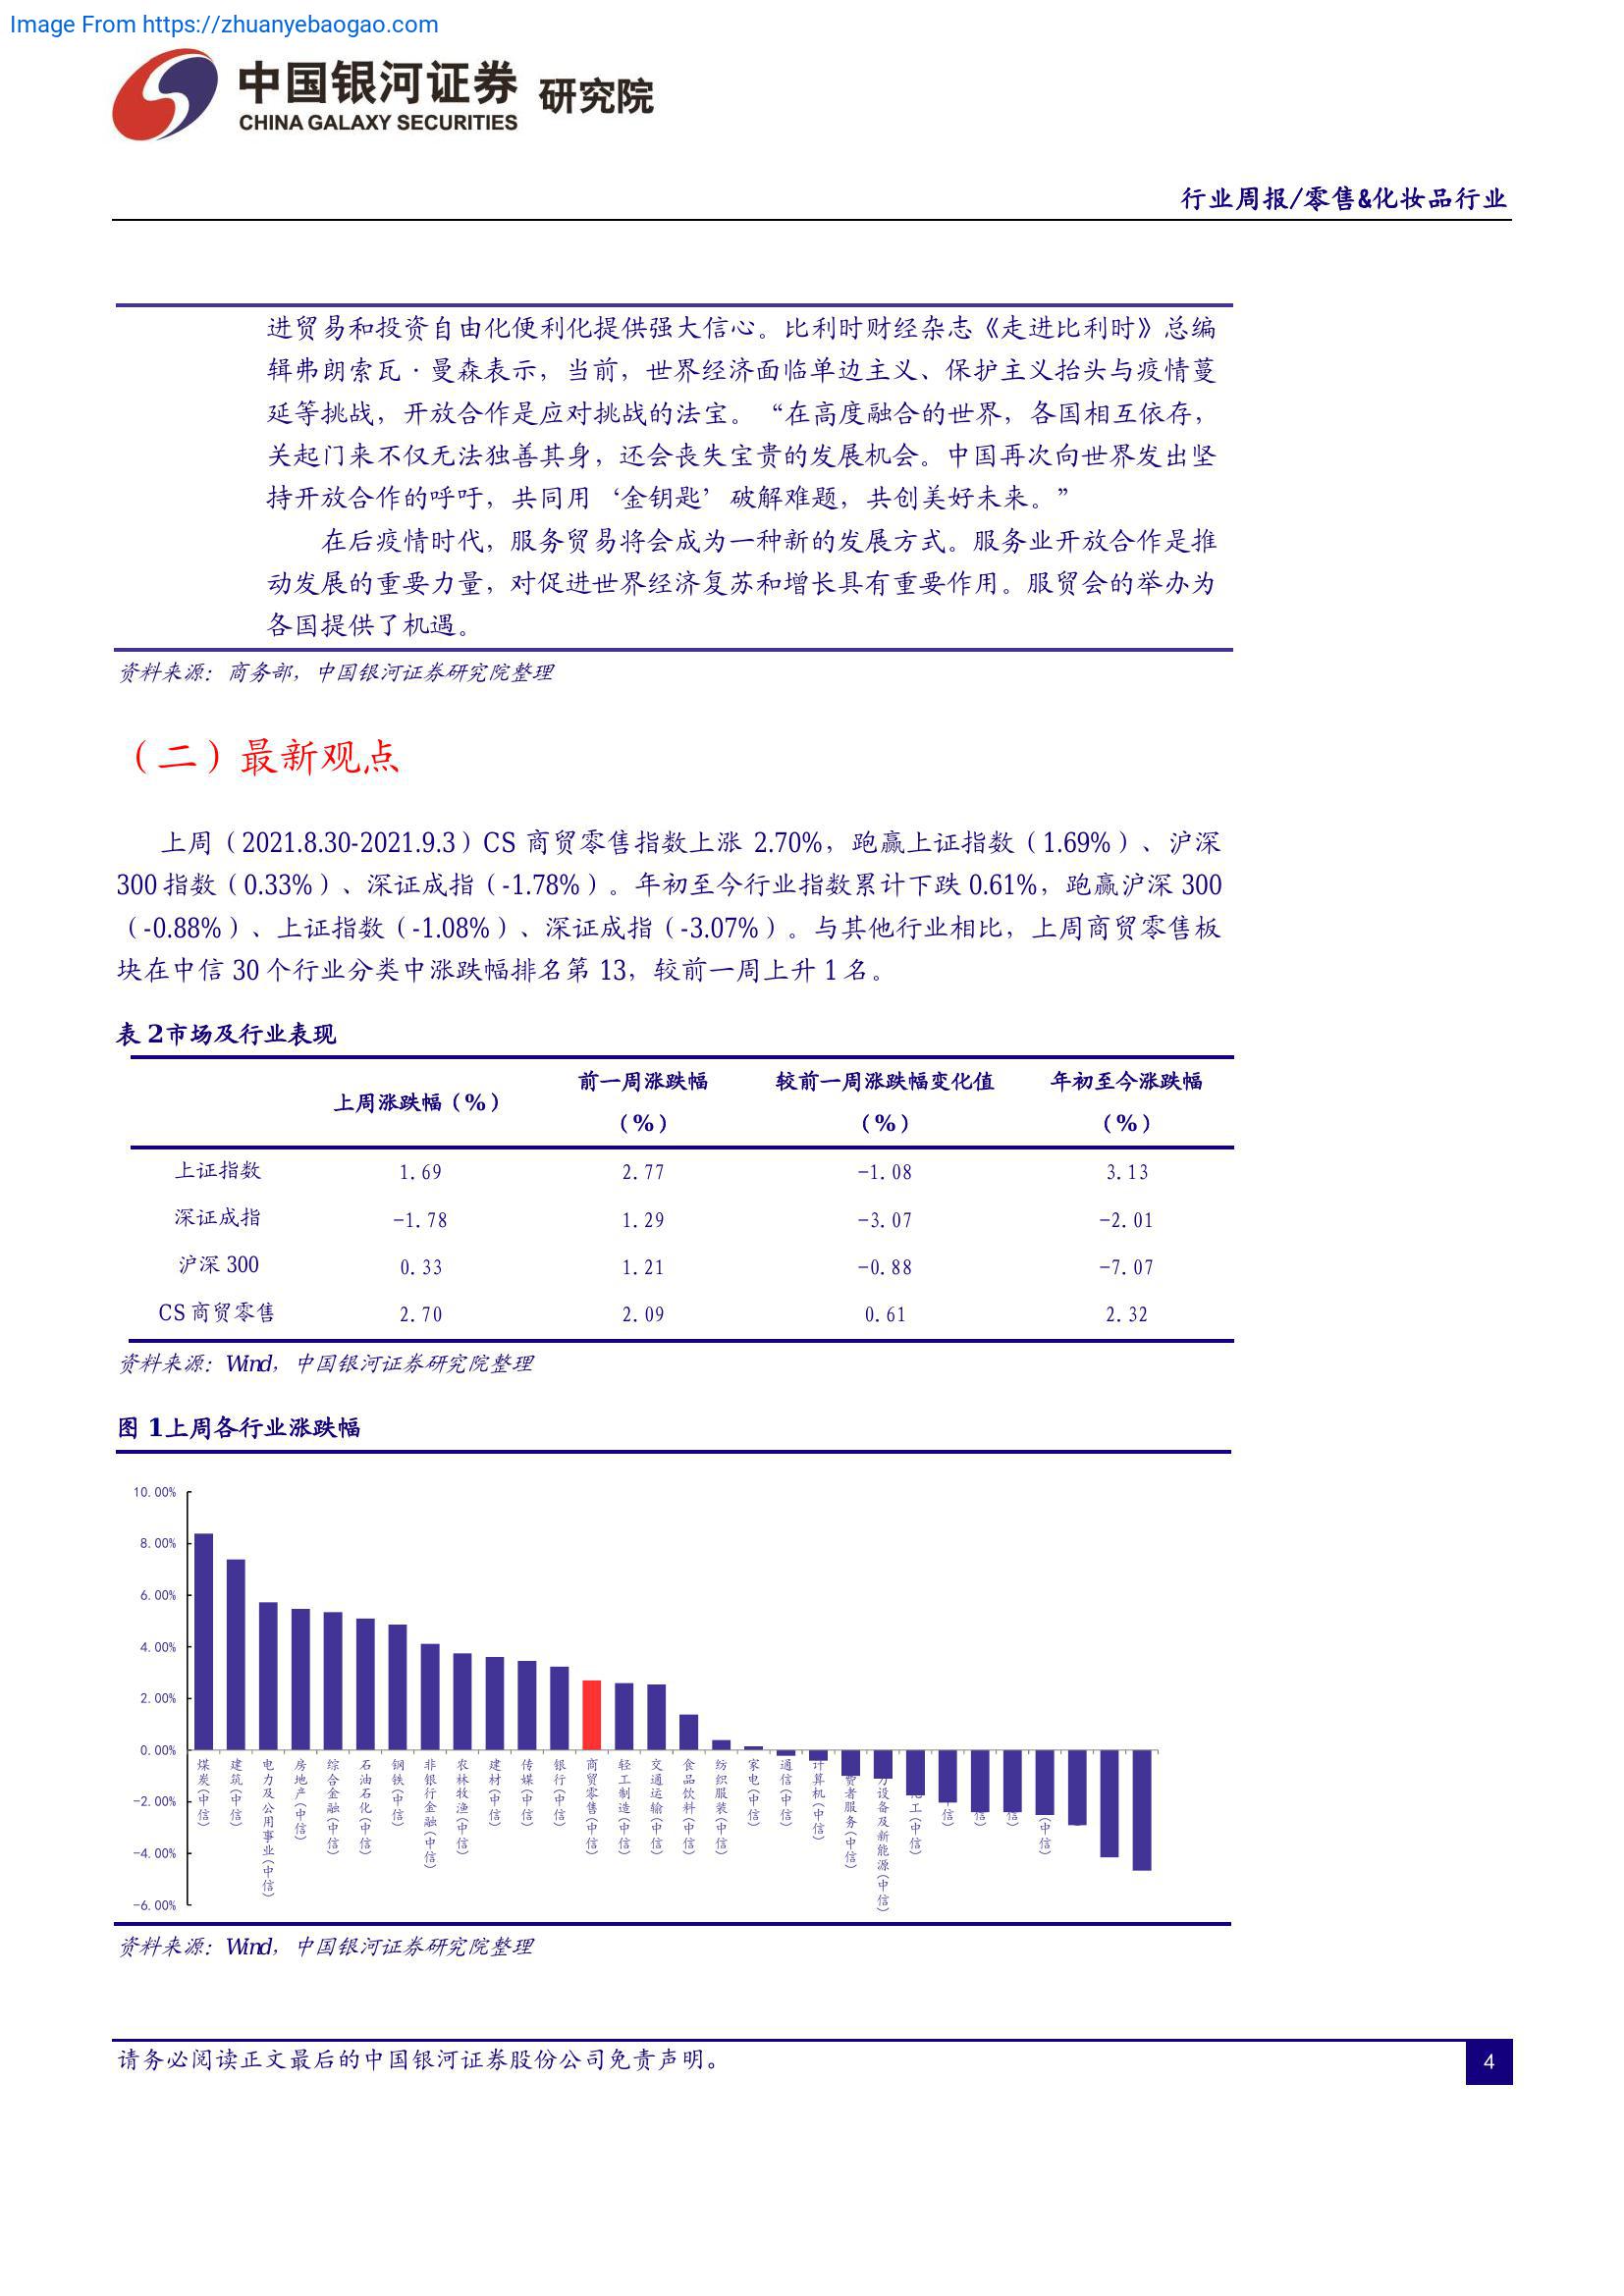 Image From https://zhuanyebaogao.com
中国银河证券 研究院
CHINA GALAXY SECURITIES
行业周报/零售&化妆品行业
进贸易和投资自由化便利化提供强大信心。比利时财经杂志《走进比利时》总编
辑弗朗索瓦·曼森表示，当前，世界经济面临单边主义、保护主义抬头与疫情蔓
延等挑战，开放合作是应对挑战的法宝。“在高度融合的世界，各国相互依存，
关起门来不仅无法独善其身，还会丧失宝贵的发展机会。中国再次向世界发出坚
持开放合作的呼吁，共同用‘金钥匙’破解难题，共创美好未来。”
在后疫情时代，服务贸易将会成为一种新的发展方式。服务业开放合作是推
动发展的重要力量，对促进世界经济复苏和增长具有重要作用。服贸会的举办为
各国提供了机遇。
资料来源：商务部，中国银河证券研究院整理
（二）最新观点
上周（2021.8.30-2021.9.3）CS 商贸零售指数上涨 2.70%，跑赢上证指数（1.69%）、沪深
300 指数（0.33%）、深证成指（-1.78%）。年初至今行业指数累计下跌 0.61%，跑赢沪深 300
（-0.88%）、上证指数（-1.08%）、深证成指（-3.07%）。与其他行业相比，上周商贸零售板
块在中信 30 个行业分类中涨跌幅排名第 13，较前一周上升 1 名。
表 2市场及行业表现
上周涨跌幅（%） 前一周涨跌幅（%） 较前一周涨跌幅变化值（%） 年初至今涨跌幅（%）
上证指数 1.69 2.77 -1.08 3.13
深证成指 -1.78 1.29 -3.07 -2.01
沪深 300 0.33 1.21 -0.88 -7.07
CS 商贸零售 2.70 2.09 0.61 2.32
资料来源：Wind，中国银河证券研究院整理
图 1上周各行业涨跌幅
10.00%
8.00%
6.00%
4.00%
2.00%
0.00%
-2.00%
-4.00%
-6.00%
煤炭(中信)
建筑(中信)
电力及公用事业(中信)
房地产(中信)
综合金融(中信)
石油石化(中信)
钢铁(中信)
非银行金融(中信)
农林牧渔(中信)
建材(中信)
传媒(中信)
银行(中信)
商贸零售(中信)
轻工制造(中信)
交通运输(中信)
食品饮料(中信)
纺织服装(中信)
家电(中信)
通信(中信)
计算机(中信)
费者服务(中信)
力设备及新能源(中信)
工(中信)
信)
信)
信)
(中信)
资料来源：Wind，中国银河证券研究院整理
请务必阅读正文最后的中国银河证券股份公司免责声明。
4